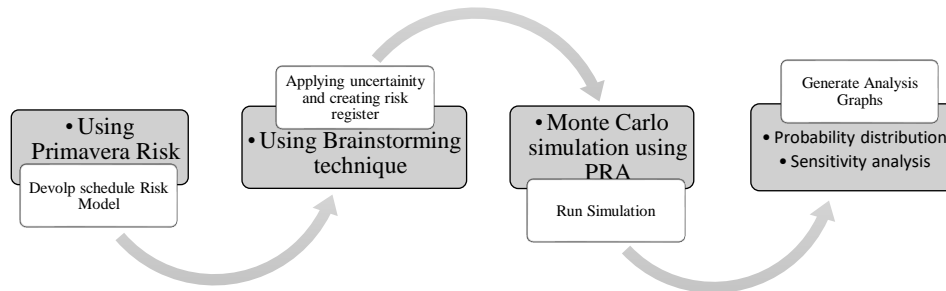 • Using
Primavera Risk
Devolp schedule Risk
Model
Applying uncertainity
and creating risk
register
• Using Brainstorming
technique
• Monte Carlo
simulation using
PRA
Run Simulation
Generate Analysis
Graphs
• Probability distribution
• Sensitivity analysis